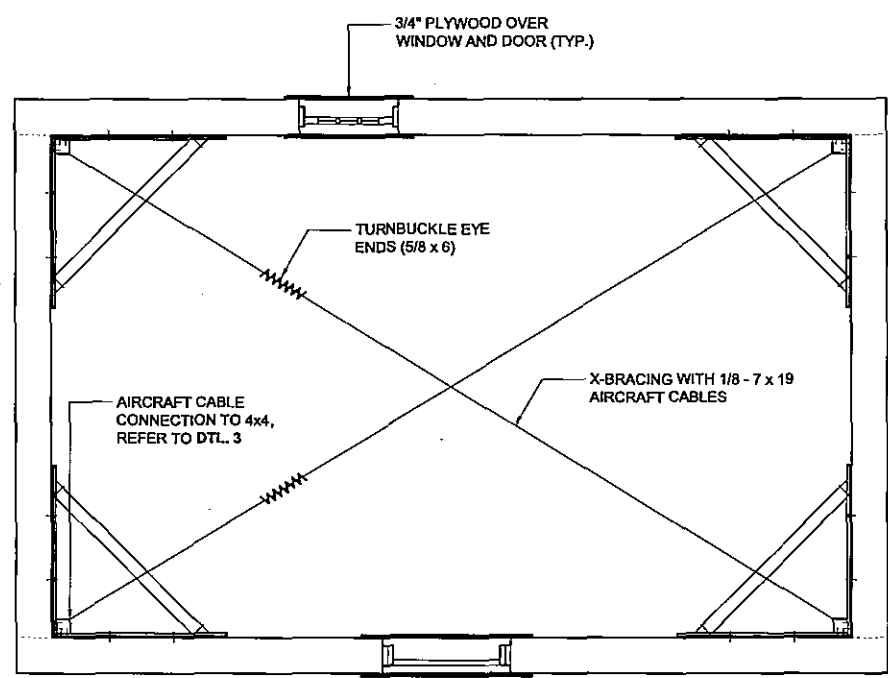 3/4" PLYWOOD OVER
WINDOW AND DOOR (TYP.)
TURNBUCKLE EYE
ENDS (5/8 x 6)
X-BRACING WITH 1/8 - 7 x 19
AIRCRAFT CABLES
AIRCRAFT CABLE
CONNECTION TO 4x4,
REFER TO DTL. 3